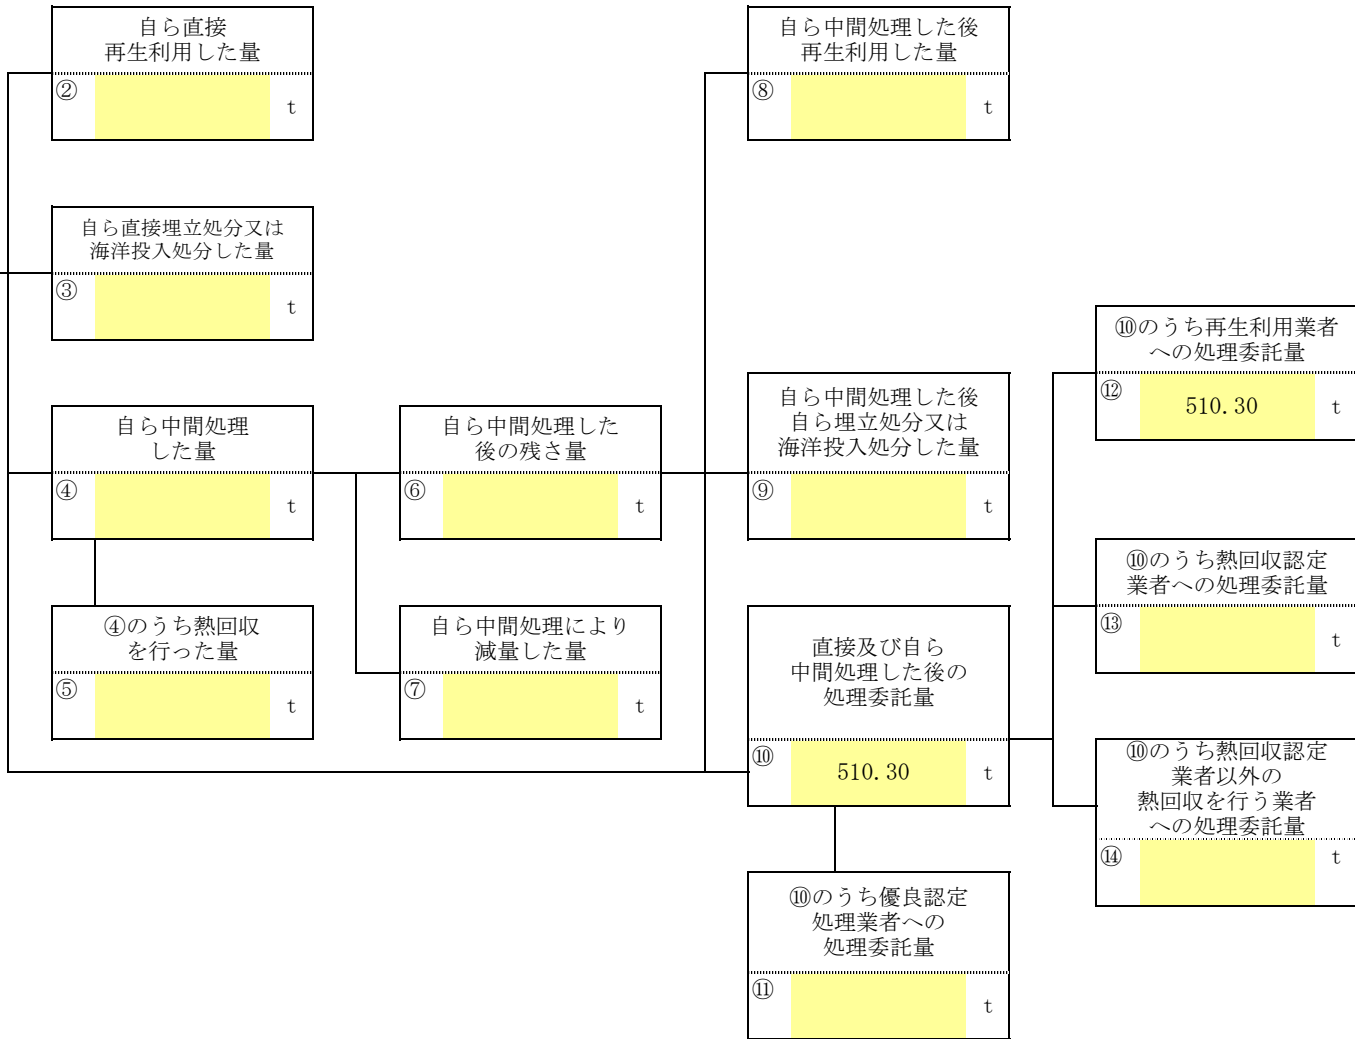 自ら直接
再生利用した量
②
t
自ら中間処理した後
再生利用した量
⑧
t
自ら直接埋立処分又は
海洋投入処分した量
③
t
⑩のうち再生利用業者
への処理委託量
⑫
510.30
t
自ら中間処理
した量
④
t
自ら中間処理した
後の残さ量
⑥
t
自ら中間処理した後
自ら埋立処分又は
海洋投入処分した量
⑨
t
⑩のうち熱回収認定
業者への処理委託量
⑬
t
④のうち熱回収
を行った量
⑤
t
自ら中間処理により
減量した量
⑦
t
直接及び自ら
中間処理した後の
処理委託量
⑩
510.30
t
⑩のうち熱回収認定
業者以外の
熱回収を行う業者
への処理委託量
⑭
t
⑩のうち優良認定
処理業者への
処理委託量
⑪
t